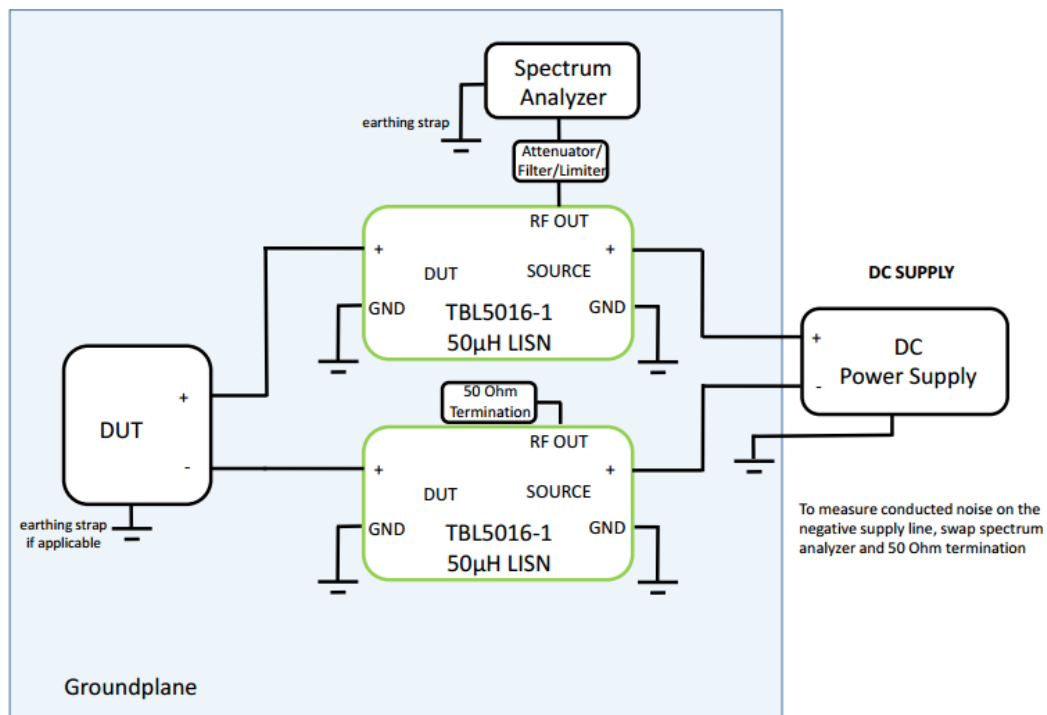 Spectrum
Analyzer
earthing strap
Attenuator/
Filter/Limiter
RF OUT
+
+
DUT
SOURCE
GND
GND
TBL5016-1
50µH LISN
DC SUPPLY
+
-
DC
Power Supply
50 Ohm
Termination
RF OUT
+
+
DUT
SOURCE
GND
GND
TBL5016-1
50µH LISN
DUT
+
-
earthing strap
if applicable
To measure conducted noise on the
negative supply line, swap spectrum
analyzer and 50 Ohm termination
Groundplane